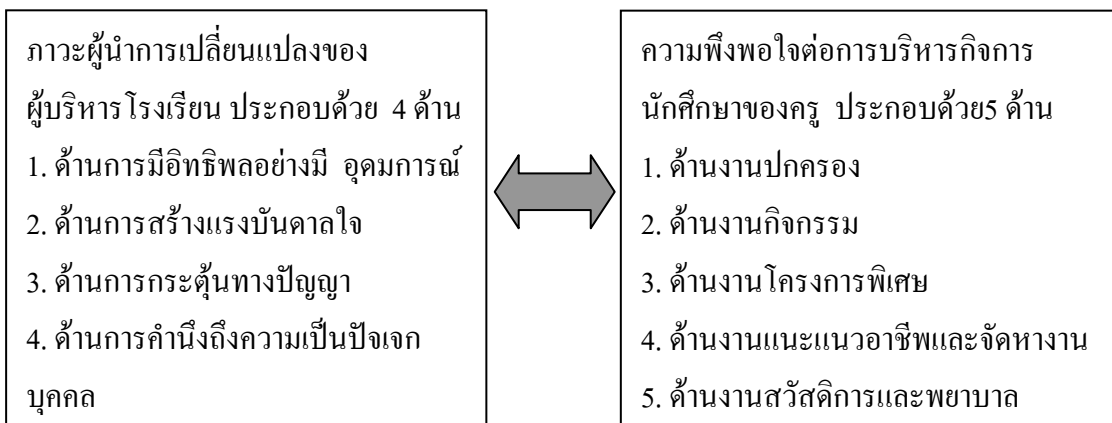 ภาวะผู้นำการเปลี่ยนแปลงของ
ผู้บริหารโรงเรียน ประกอบด้วย 4 ด้าน
1. ด้านการมีอิทธิพลอย่างมี อุดมการณ์
2. ด้านการสร้างแรงบันดาลใจ
3. ด้านการกระตุ้นทางปัญญา
4. ด้านการคำนึงถึงความเป็นปัจเจก
บุคคล
ความพึงพอใจต่อการบริหารกิจการ
นักศึกษาของครู ประกอบด้วย5 ด้าน
1. ด้านงานปกครอง
2. ด้านงานกิจกรรม
3. ด้านงานโครงการพิเศษ
4. ด้านงานแนะแนวอาชีพและจัดหางาน
5. ด้านงานสวัสดิการและพยาบาล